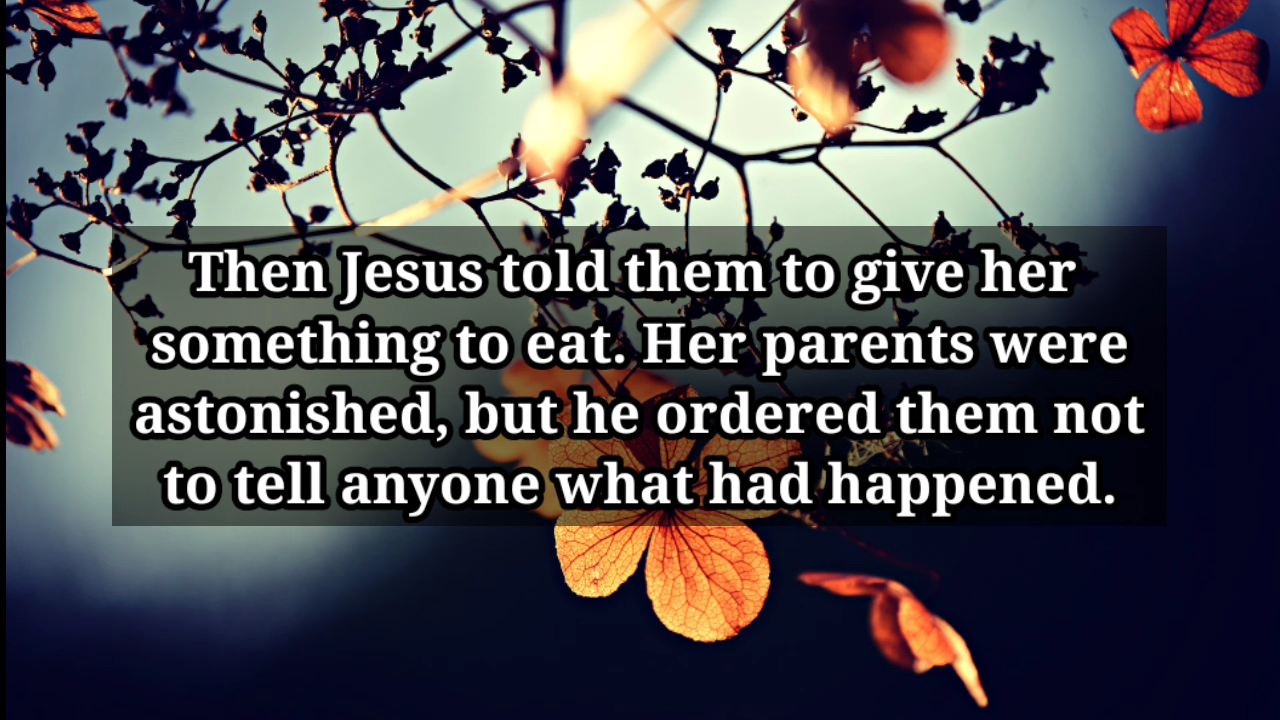 Then Jesus told them to give her
something to eat. Her parents were
astonished, but he ordered them not
to tell anyone what had happened.